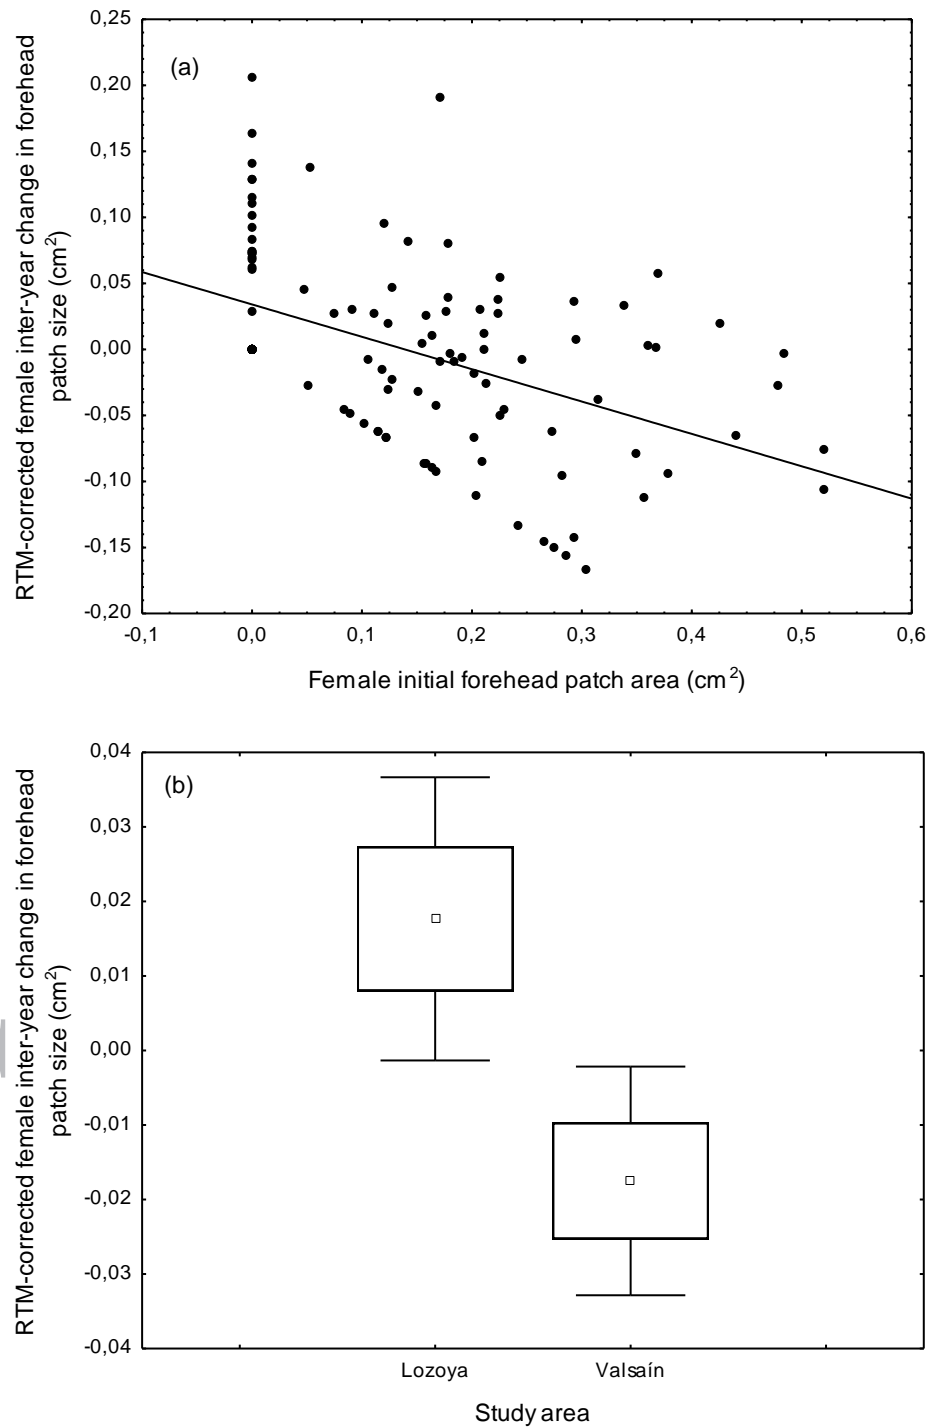 0,25
(a)
0,20
0,15
0,10
0,05
0,00
-0,05
-0,10
-0,15
-0,20
RTM-corrected female inter-year change in forehead
patch size (cm2)
-0,1 0,0 0,1 0,2 0,3 0,4 0,5 0,6
Female initial forehead patch area (cm2)
0,04
(b)
0,03
0,02
0,01
0,00
-0,01
-0,02
-0,03
-0,04
RTM-corrected female inter-year change in forehead
patch size (cm2)
Lozoya Valsaín
Study area